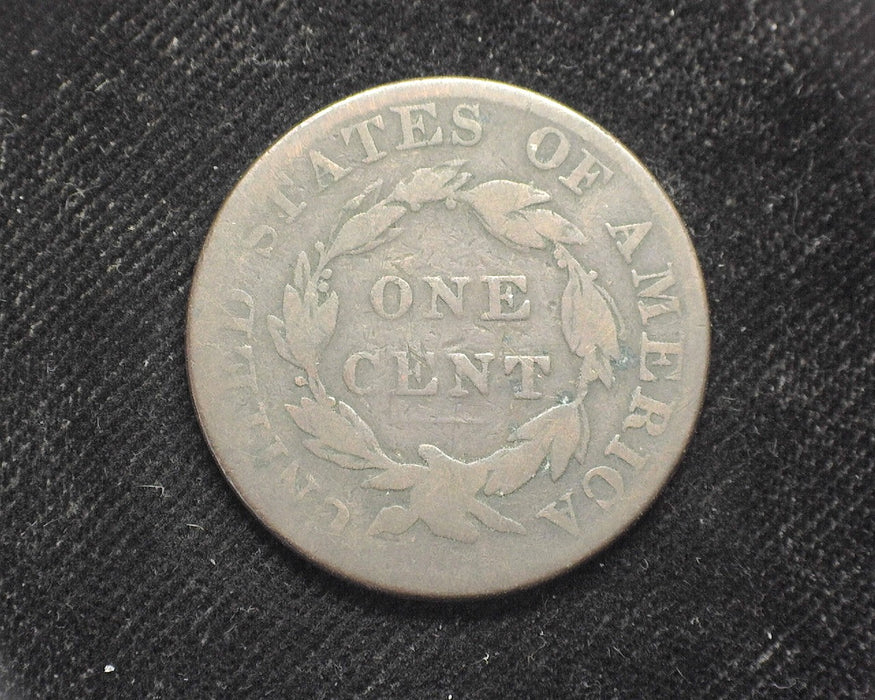 UNITED STATES OF AMERICA
ONE
CENT